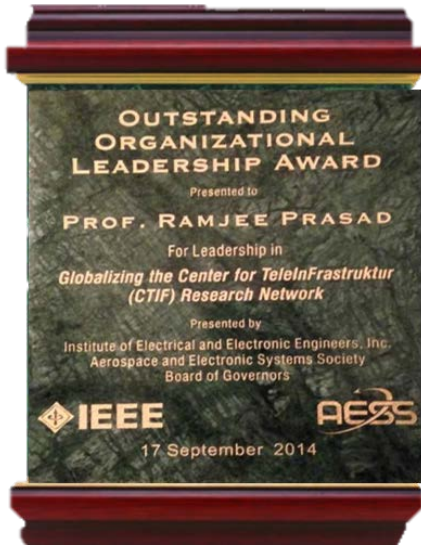 OUTSTANDING
ORGANIZATIONAL
LEADERSHIP AWARD
Presented to
PROF. RAMJEE PRASAD
For Leadership in
Globalizing the Center for TeleInFrastruktur
(CTIF) Research Network
Presented by
Institute of Electrical and Electronic Engineers, Inc.
Aerospace and Electronic Systems Society
Board of Governors
IEEE
AESS
17 September 2014